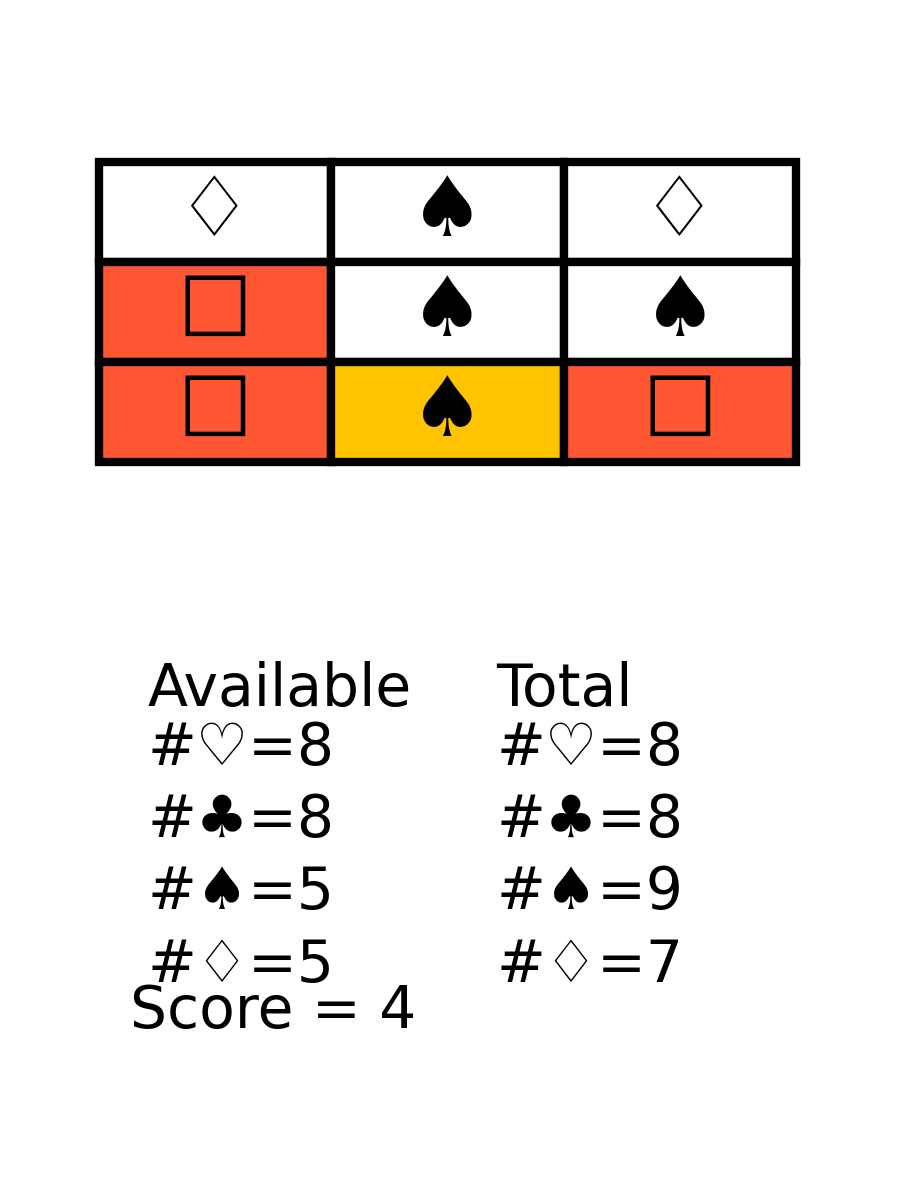 ♢ ♠ ♢
□ ♠ ♠
□ ♠ □
Available Total
#♡=8 #♡=8
#♣=8 #♣=8
#♠=5 #♠=9
#♢=5 #♢=7
Score = 4